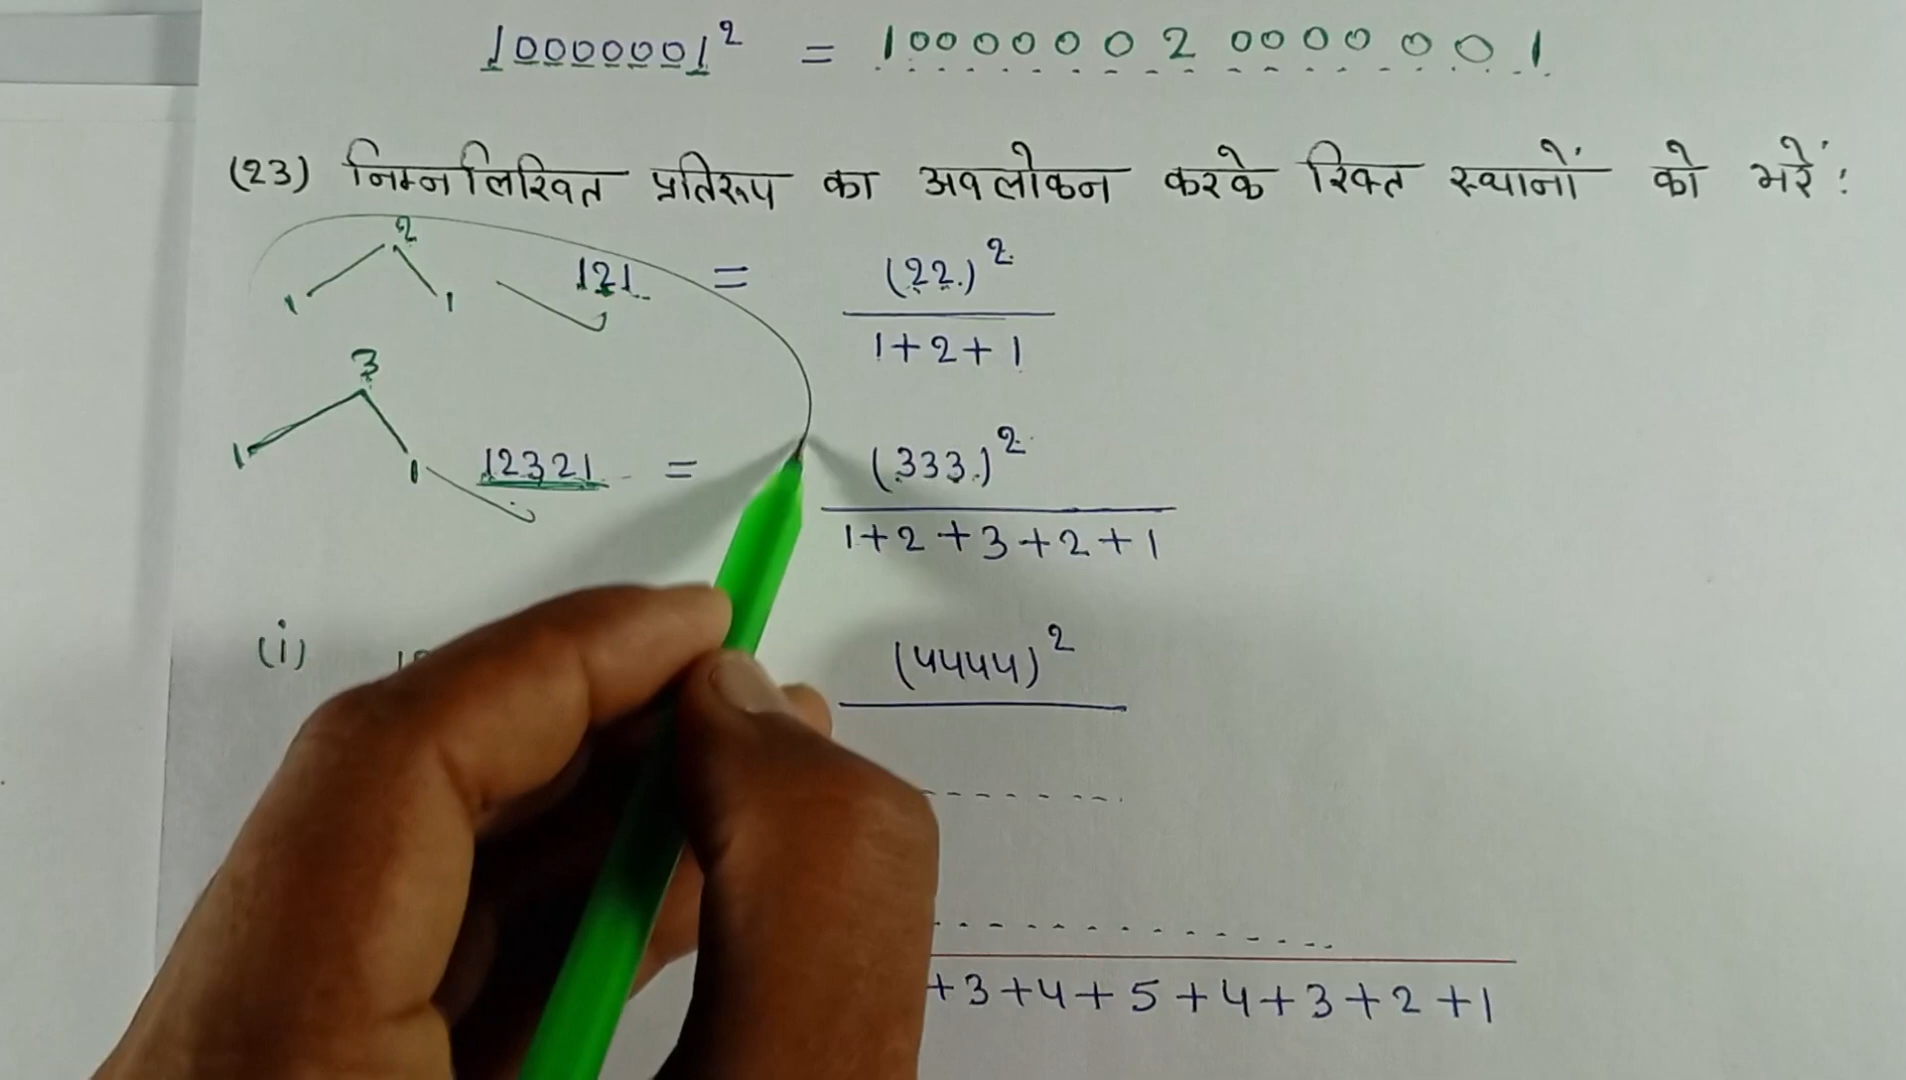 1000001² = 100000020000001
(23) निम्नलिखित प्रतिरूप का अवलोकन करके रिक्त स्थानों को भरें :
2
1 1
121 = (22)²
1+2+1
3
1 1
12321 = (333)²
1+2+3+2+1
(i) (4444)²
+3+4+5+4+3+2+1